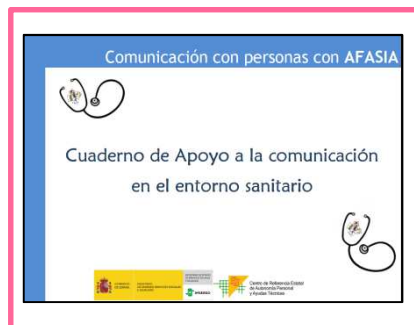 Comunicación con personas con AFASIA
Cuaderno de Apoyo a la comunicación
en el entorno sanitario
Centro de Referencia Estatal
de Autonomía Personal
y Ayudas Técnicas